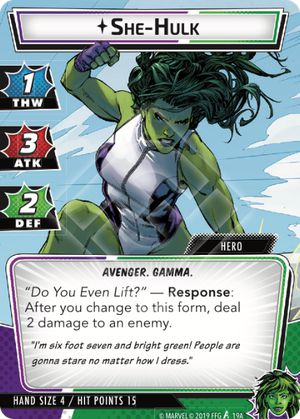 SHE-HULK
1
THW
3
ATK
2
DEF
HERO
AVENGER. GAMMA.
"Do You Even Lift?" — Response:
After you change to this form, deal
2 damage to an enemy.
"I'm six foot seven and bright green! People are
gonna stare no matter how I dress."
HAND SIZE 4 / HIT POINTS 15
© MARVEL © 2019 FFG 19A